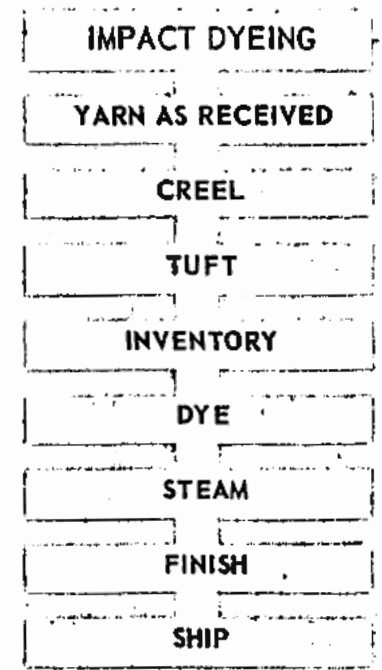 IMPACT DYEING
YARN AS RECEIVED
CREEL
TUFT
INVENTORY
DYE
STEAM
FINISH
SHIP